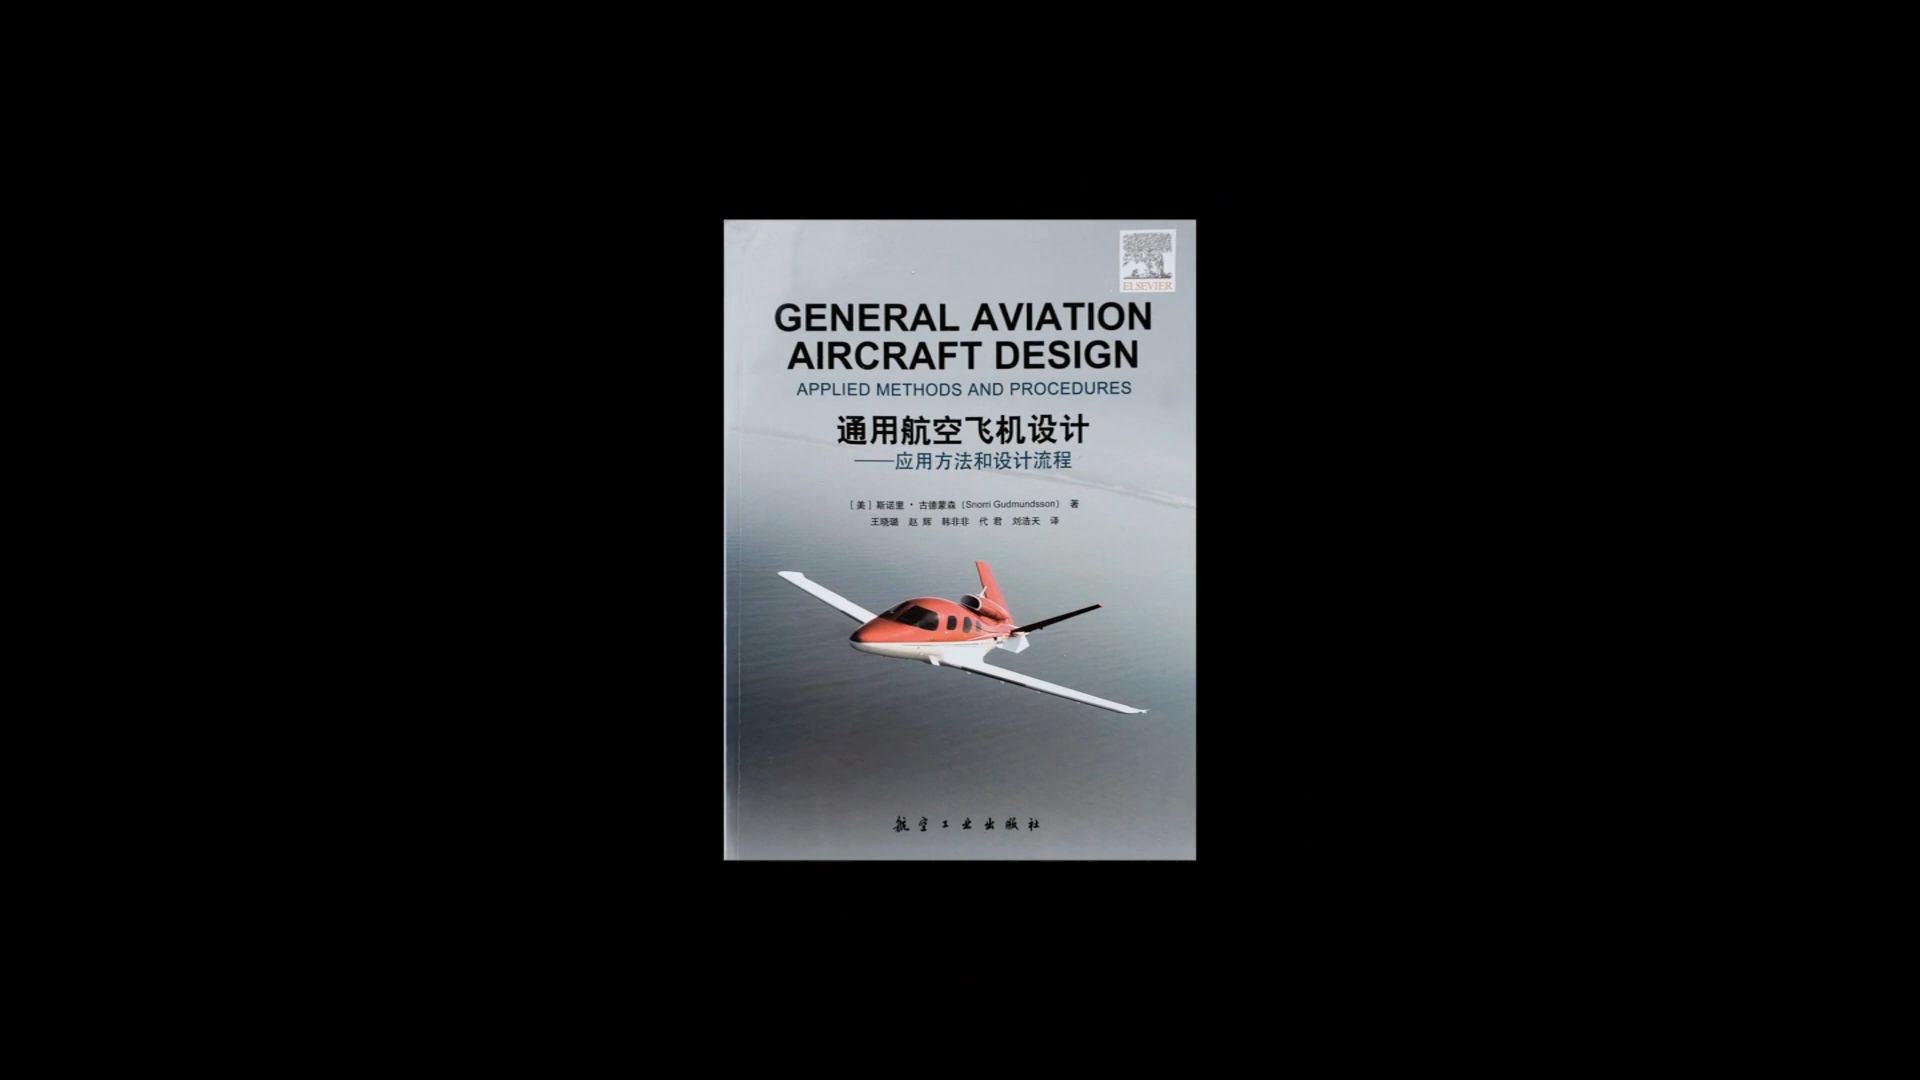 ELSEVIER
GENERAL AVIATION
AIRCRAFT DESIGN
APPLIED METHODS AND PROCEDURES
通用航空飞机设计
——应用方法和设计流程
[美] 斯诺里·古德蒙森 (Snorri Gudmundsson) 著
王晓璐 赵辉 韩非非 代君 刘浩天 译
航空工业出版社